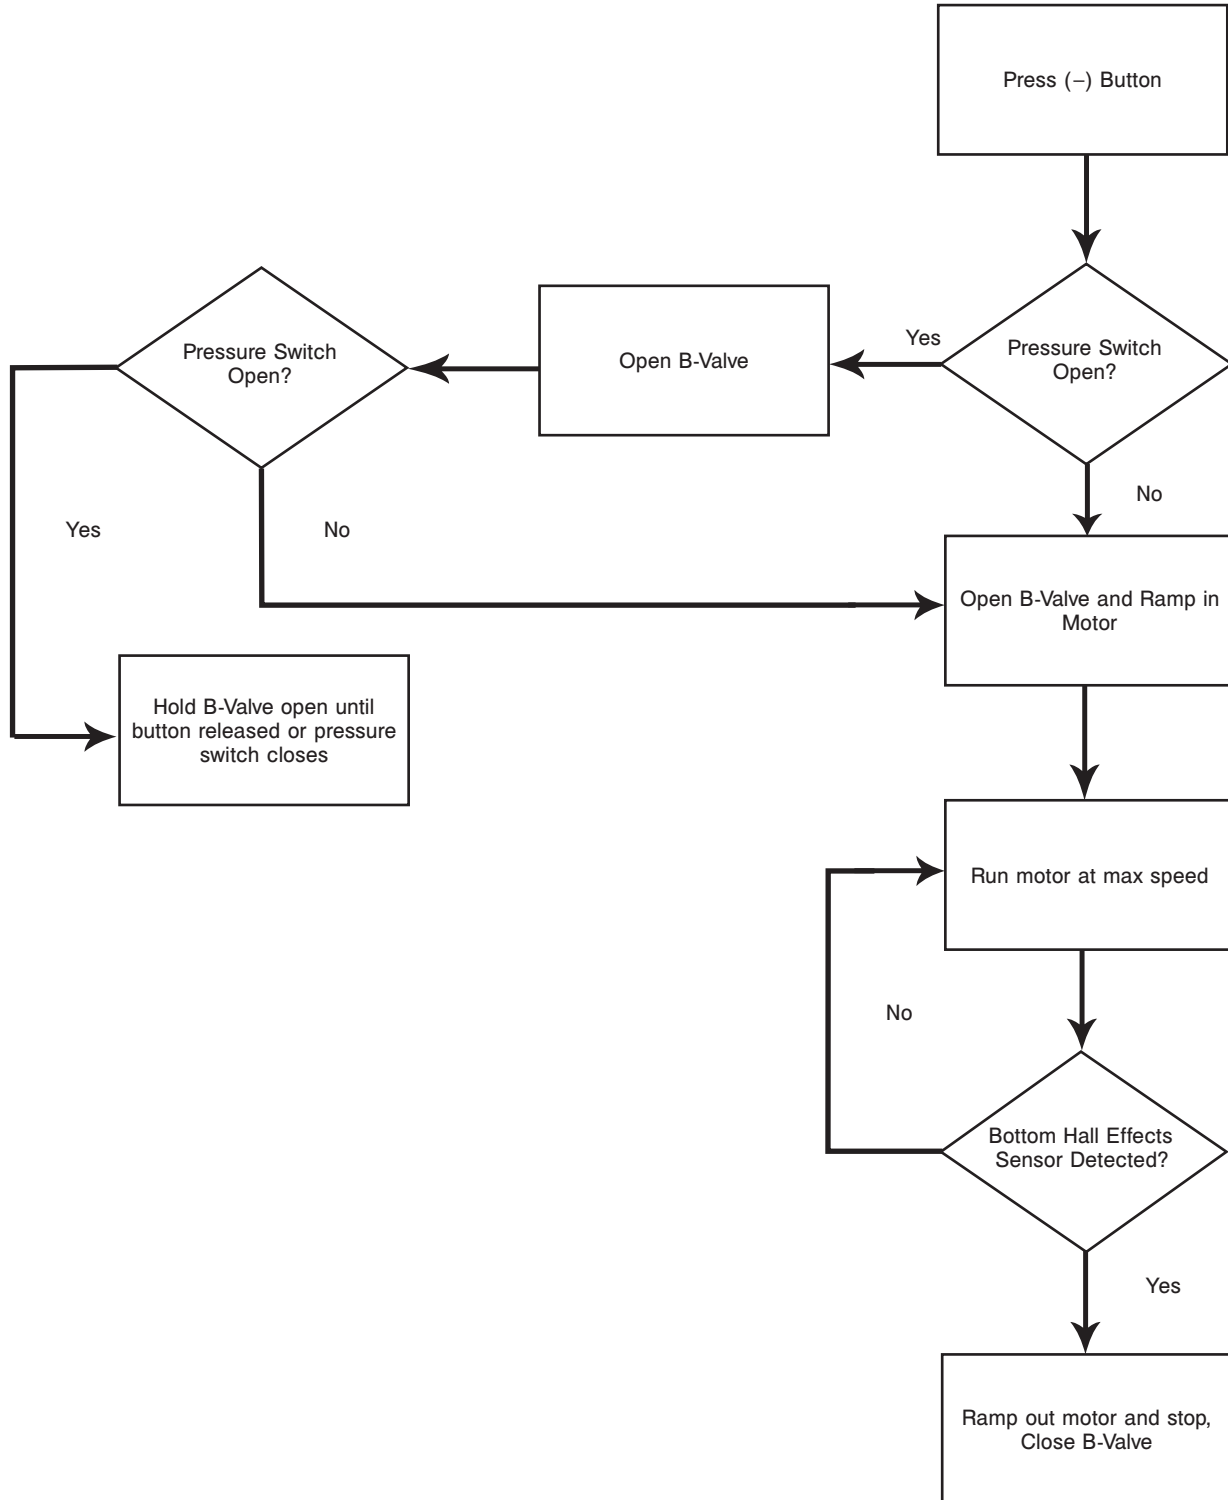 Press (−) Button
Pressure Switch
Open?
Yes
Open B-Valve
Pressure Switch
Open?
No
Yes
No
Open B-Valve and Ramp in
Motor
Hold B-Valve open until
button released or pressure
switch closes
Run motor at max speed
No
Bottom Hall Effects
Sensor Detected?
Yes
Ramp out motor and stop,
Close B-Valve